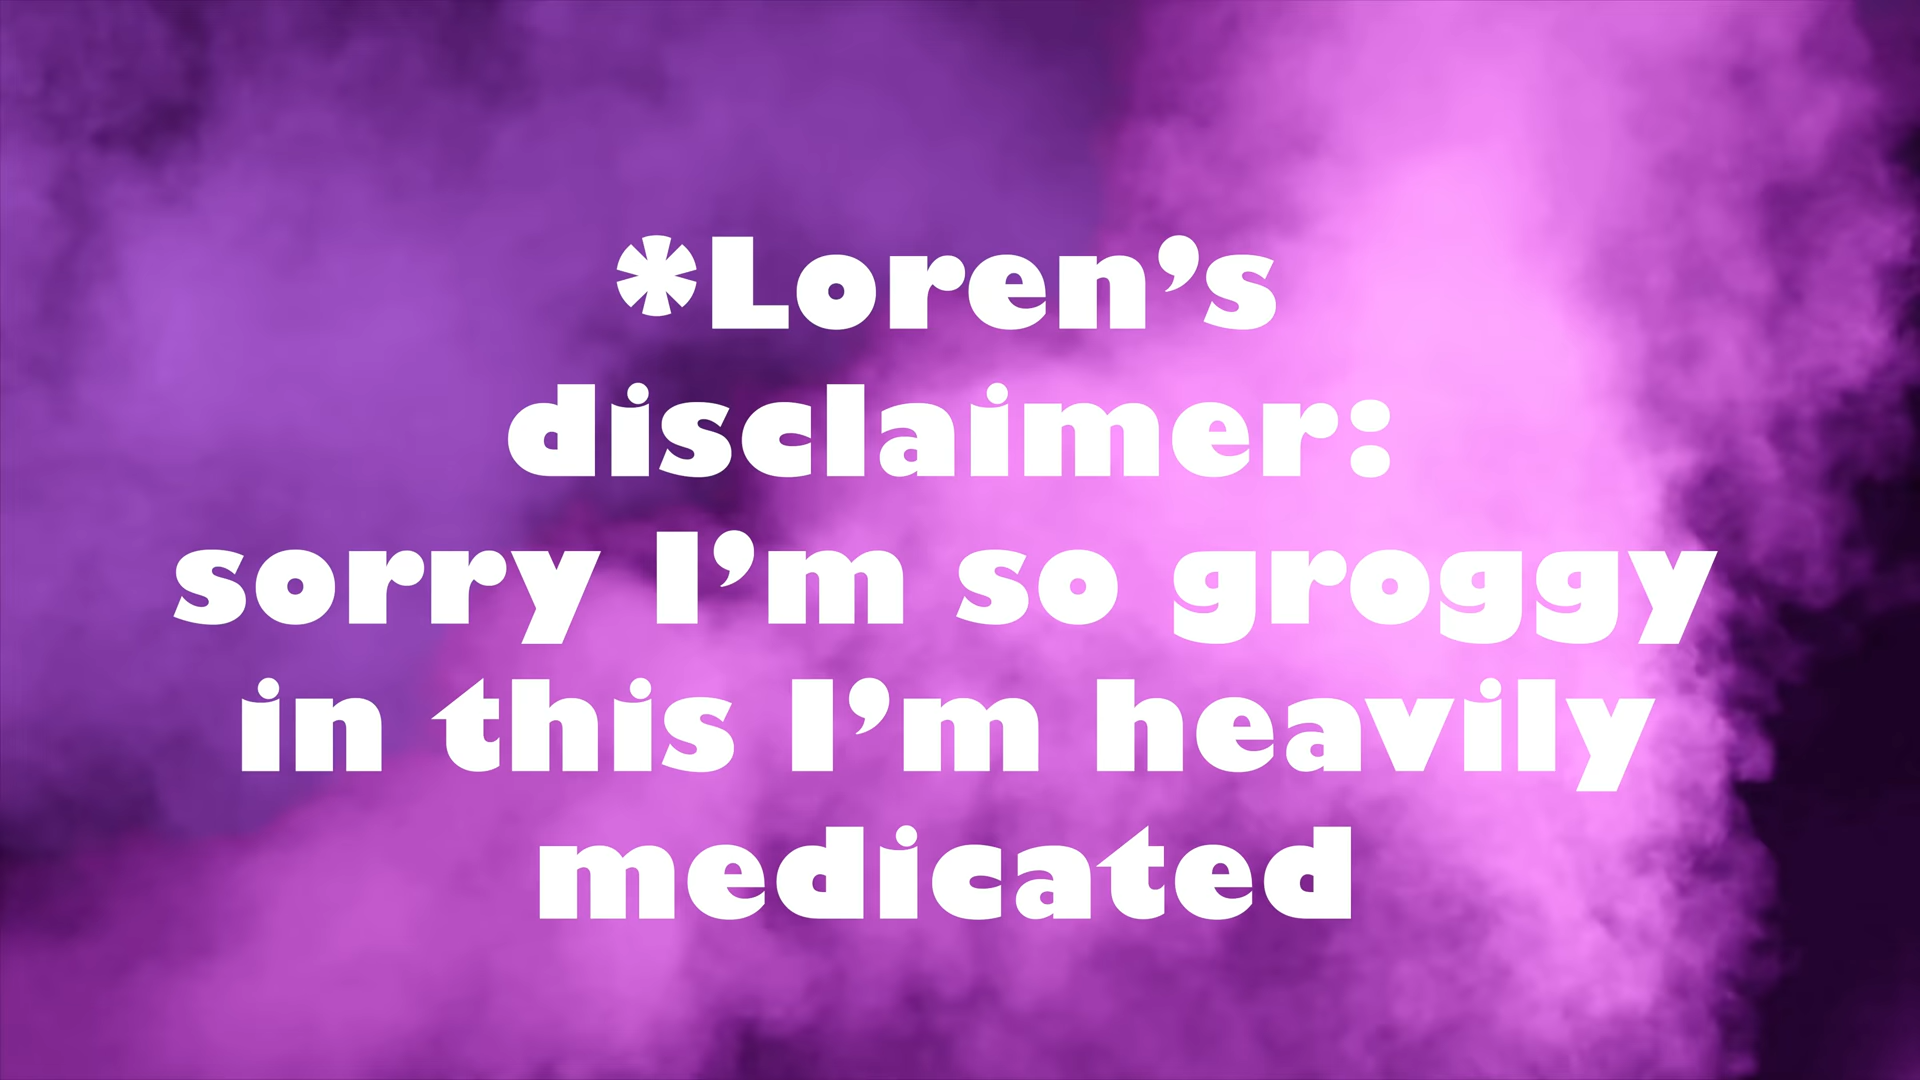 *Loren’s
disclaimer:
sorry I’m so groggy
in this I’m heavily
medicated